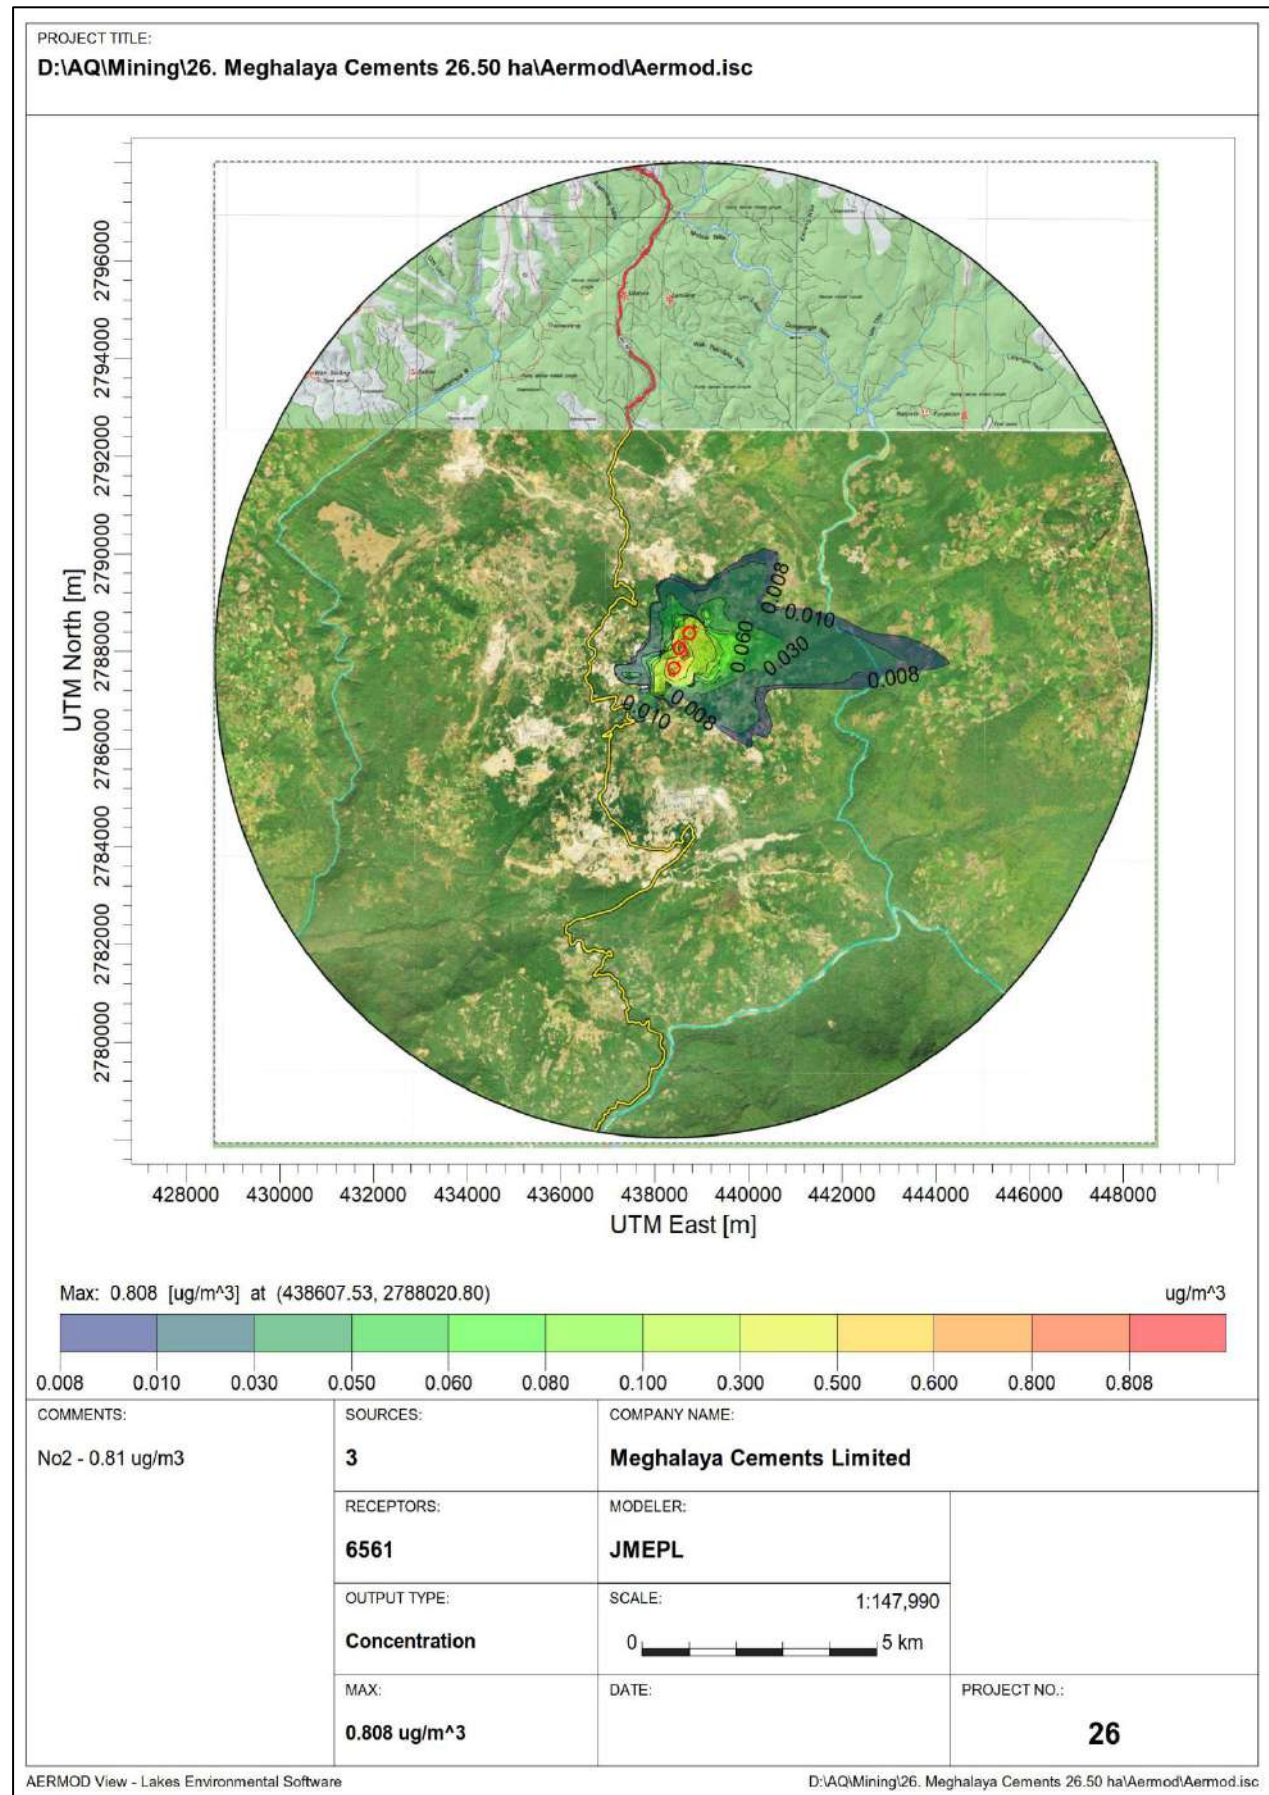 PROJECT TITLE:
D:\AQ\Mining\26. Meghalaya Cements 26.50 ha\Aermod\Aermod.isc
UTM North [m]
2796000
2794000
2792000
2790000
2788000
2786000
2784000
2782000
2780000
0.008
0.010
0.060
0.030
0.008
0.008
0.010
428000 430000 432000 434000 436000 438000 440000 442000 444000 446000 448000
UTM East [m]
Max: 0.808 [ug/m^3] at (438607.53, 2788020.80) ug/m^3
0.008 0.010 0.030 0.050 0.060 0.080 0.100 0.300 0.500 0.600 0.800 0.808
COMMENTS:
No2 - 0.81 ug/m3
SOURCES:
3
COMPANY NAME:
Meghalaya Cements Limited
RECEPTORS:
6561
MODELER:
JMEPL
OUTPUT TYPE:
Concentration
SCALE: 1:147,990
0 5 km
MAX:
0.808 ug/m^3
DATE:
PROJECT NO.:
26
AERMOD View - Lakes Environmental Software D:\AQ\Mining\26. Meghalaya Cements 26.50 ha\Aermod\Aermod.isc